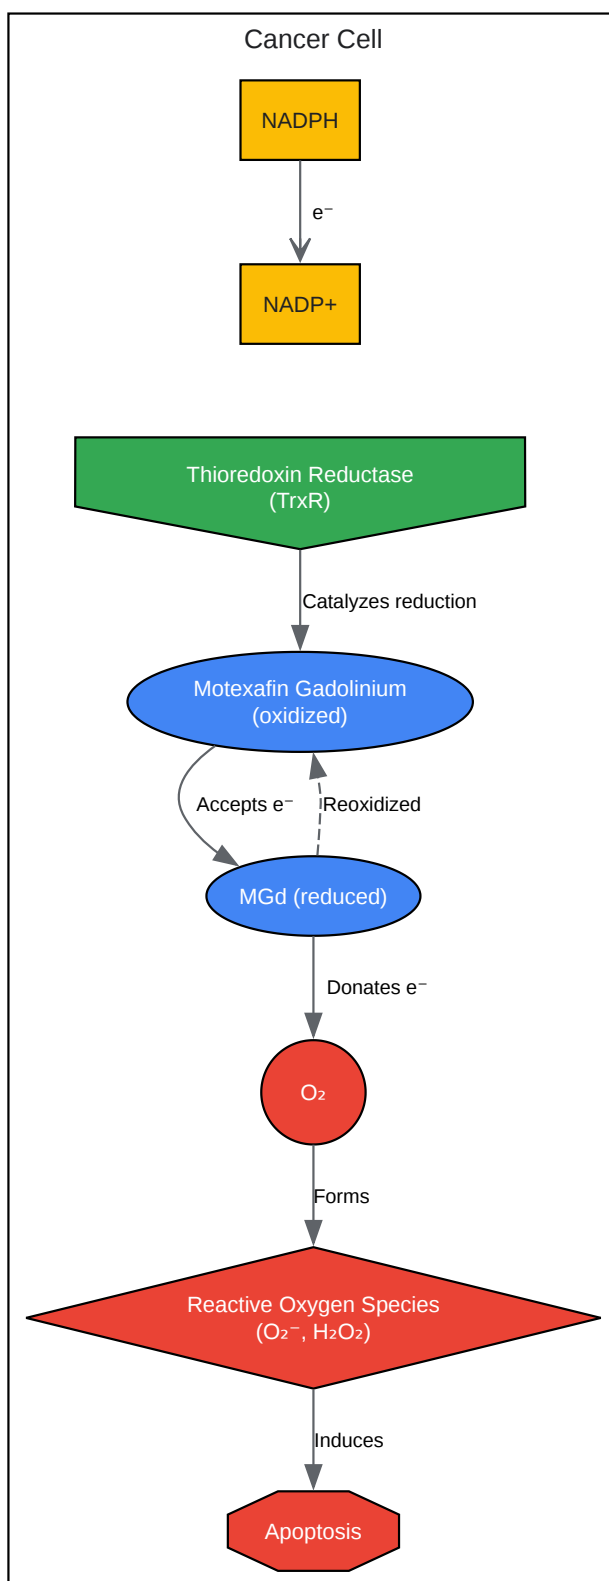 Cancer Cell
NADPH
e⁻
NADP+
Thioredoxin Reductase
(TrxR)
Catalyzes reduction
Motexafin Gadolinium
(oxidized)
Accepts e⁻
Reoxidized
MGd (reduced)
Donates e⁻
O₂
Forms
Reactive Oxygen Species
(O₂⁻, H₂O₂)
Induces
Apoptosis